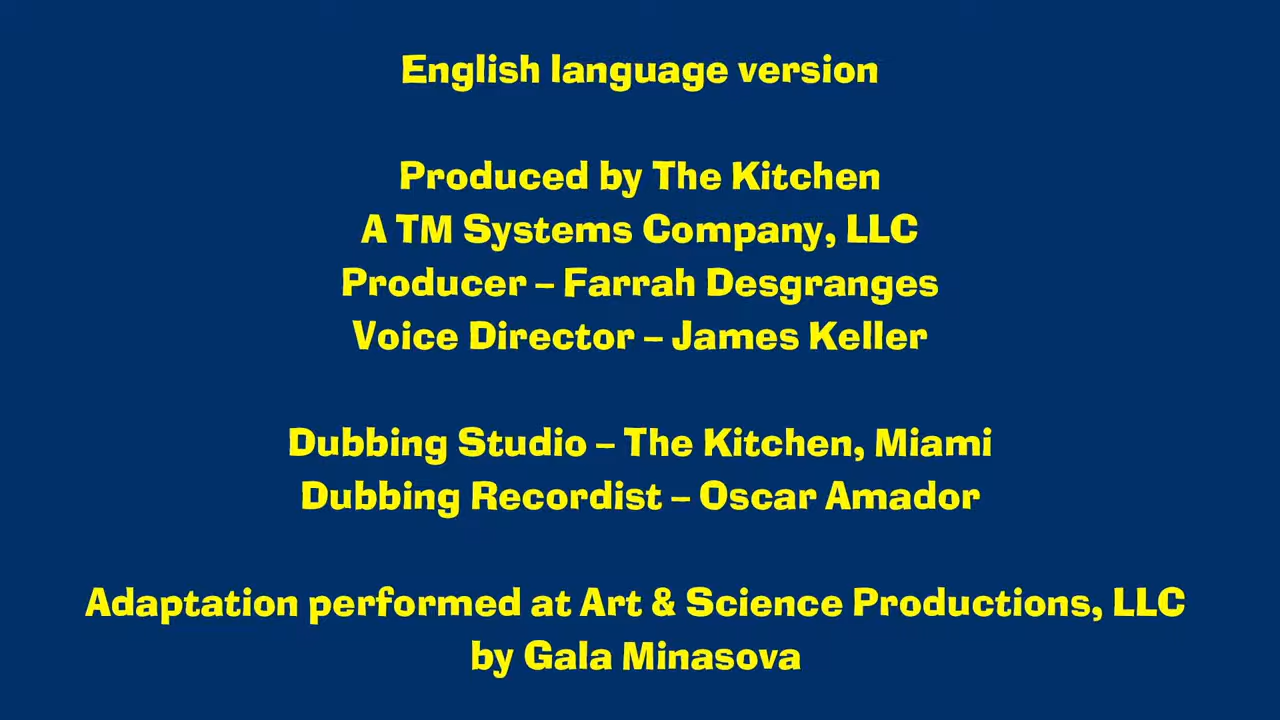 English language version
Produced by The Kitchen
A TM Systems Company, LLC
Producer – Farrah Desgranges
Voice Director – James Keller
Dubbing Studio – The Kitchen, Miami
Dubbing Recordist – Oscar Amador
Adaptation performed at Art & Science Productions, LLC
by Gala Minasova